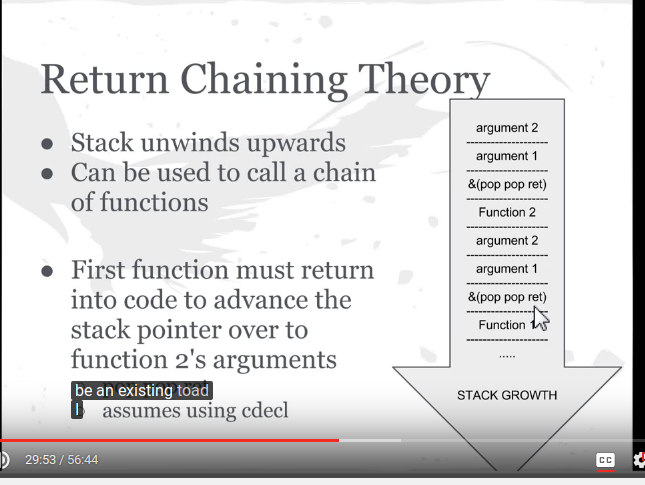 Return Chaining Theory
● Stack unwinds upwards
● Can be used to call a chain
of functions
● First function must return
into code to advance the
stack pointer over to
function 2's arguments
be an existing toad
assumes using cdecl
argument 2
argument 1
&(pop pop ret)
Function 2
argument 2
argument 1
&(pop pop ret)
Function 1
.....
STACK GROWTH
29:53 / 56:44
CC